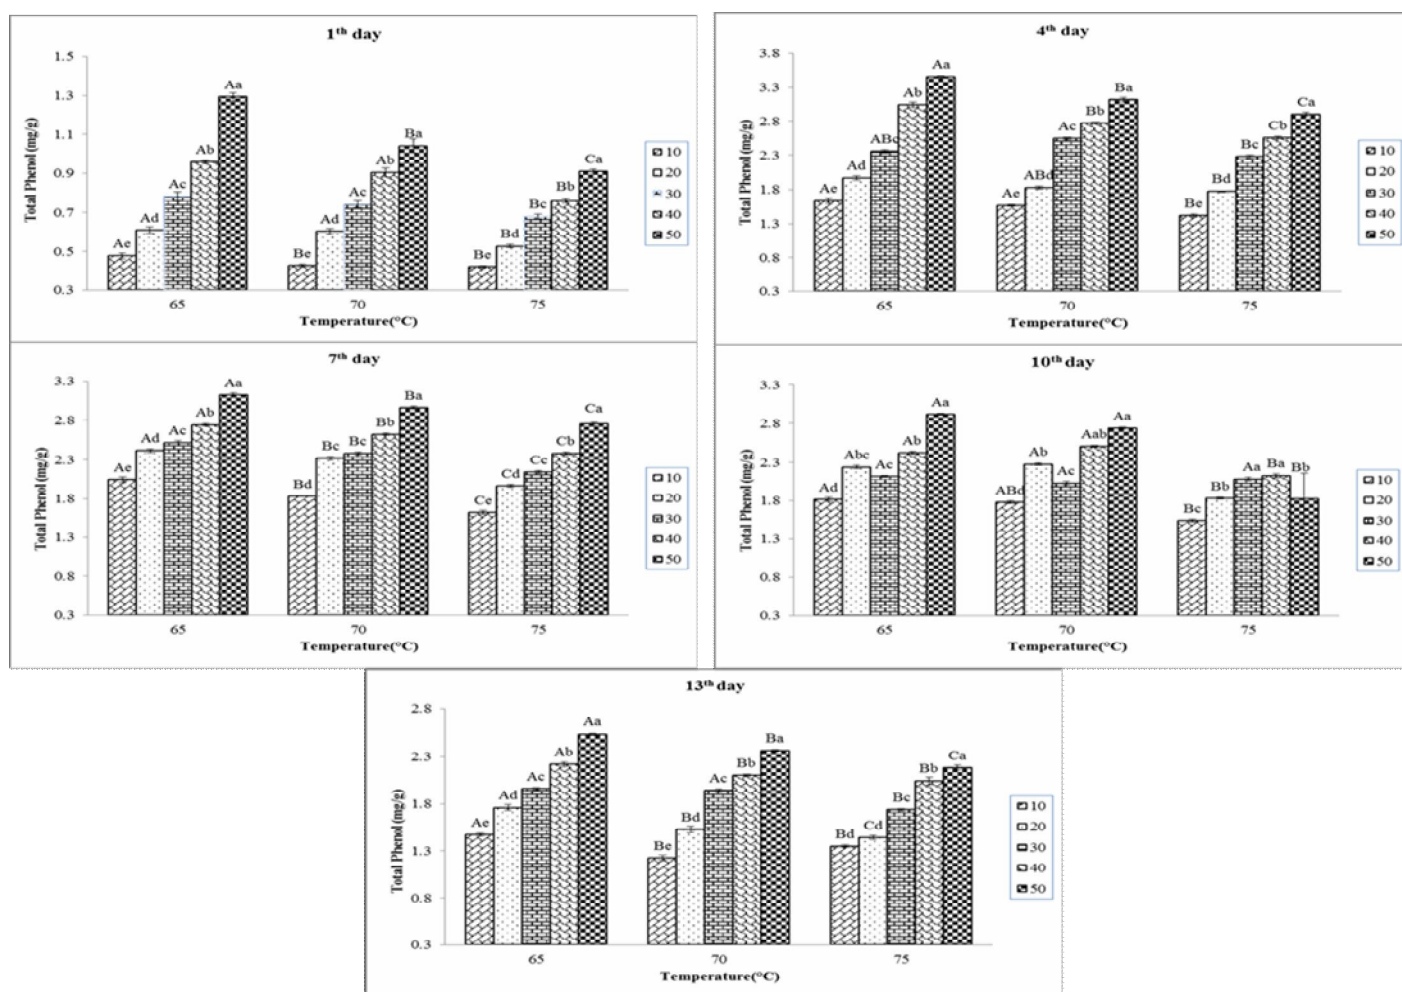 1th day
Total Phenol (mg/g)
1.5
1.3
1.1
0.9
0.7
0.5
0.3
Ae Ad Ac Ab Aa
Be Ad Ac Ab Ba
Be Bd Bc Bb Ca
65 70 75
Temperature(°C)
10
20
30
40
50
4th day
Total Phenol (mg/g)
3.8
3.3
2.8
2.3
1.8
1.3
0.8
0.3
Ae Ad ABc Ab Aa
Ae ABd Ac Bb Ba
Be Bd Bc Cb Ca
65 70 75
Temperature(°C)
10
20
30
40
50
7th day
Total Phenol (mg/g)
3.3
2.8
2.3
1.8
1.3
0.8
0.3
Ae Ad Ac Ab Aa
Bd Bc Bc Bb Ba
Ce Cd Cc Cb Ca
65 70 75
Temperature(°C)
10
20
30
40
50
10th day
Total Phenol (mg/g)
3.3
2.8
2.3
1.8
1.3
0.8
0.3
Ad Abc Ac Ab Aa
ABd Ab Ac Aab Aa
Bc Bb Aa Ba Bb
65 70 75
Temperature(°C)
10
20
30
40
50
13th day
Total Phenol (mg/g)
2.8
2.3
1.8
1.3
0.8
0.3
Ae Ad Ac Ab Aa
Be Bd Ac Bb Ba
Bd Cd Bc Bb Ca
65 70 75
Temperature(°C)
10
20
30
40
50